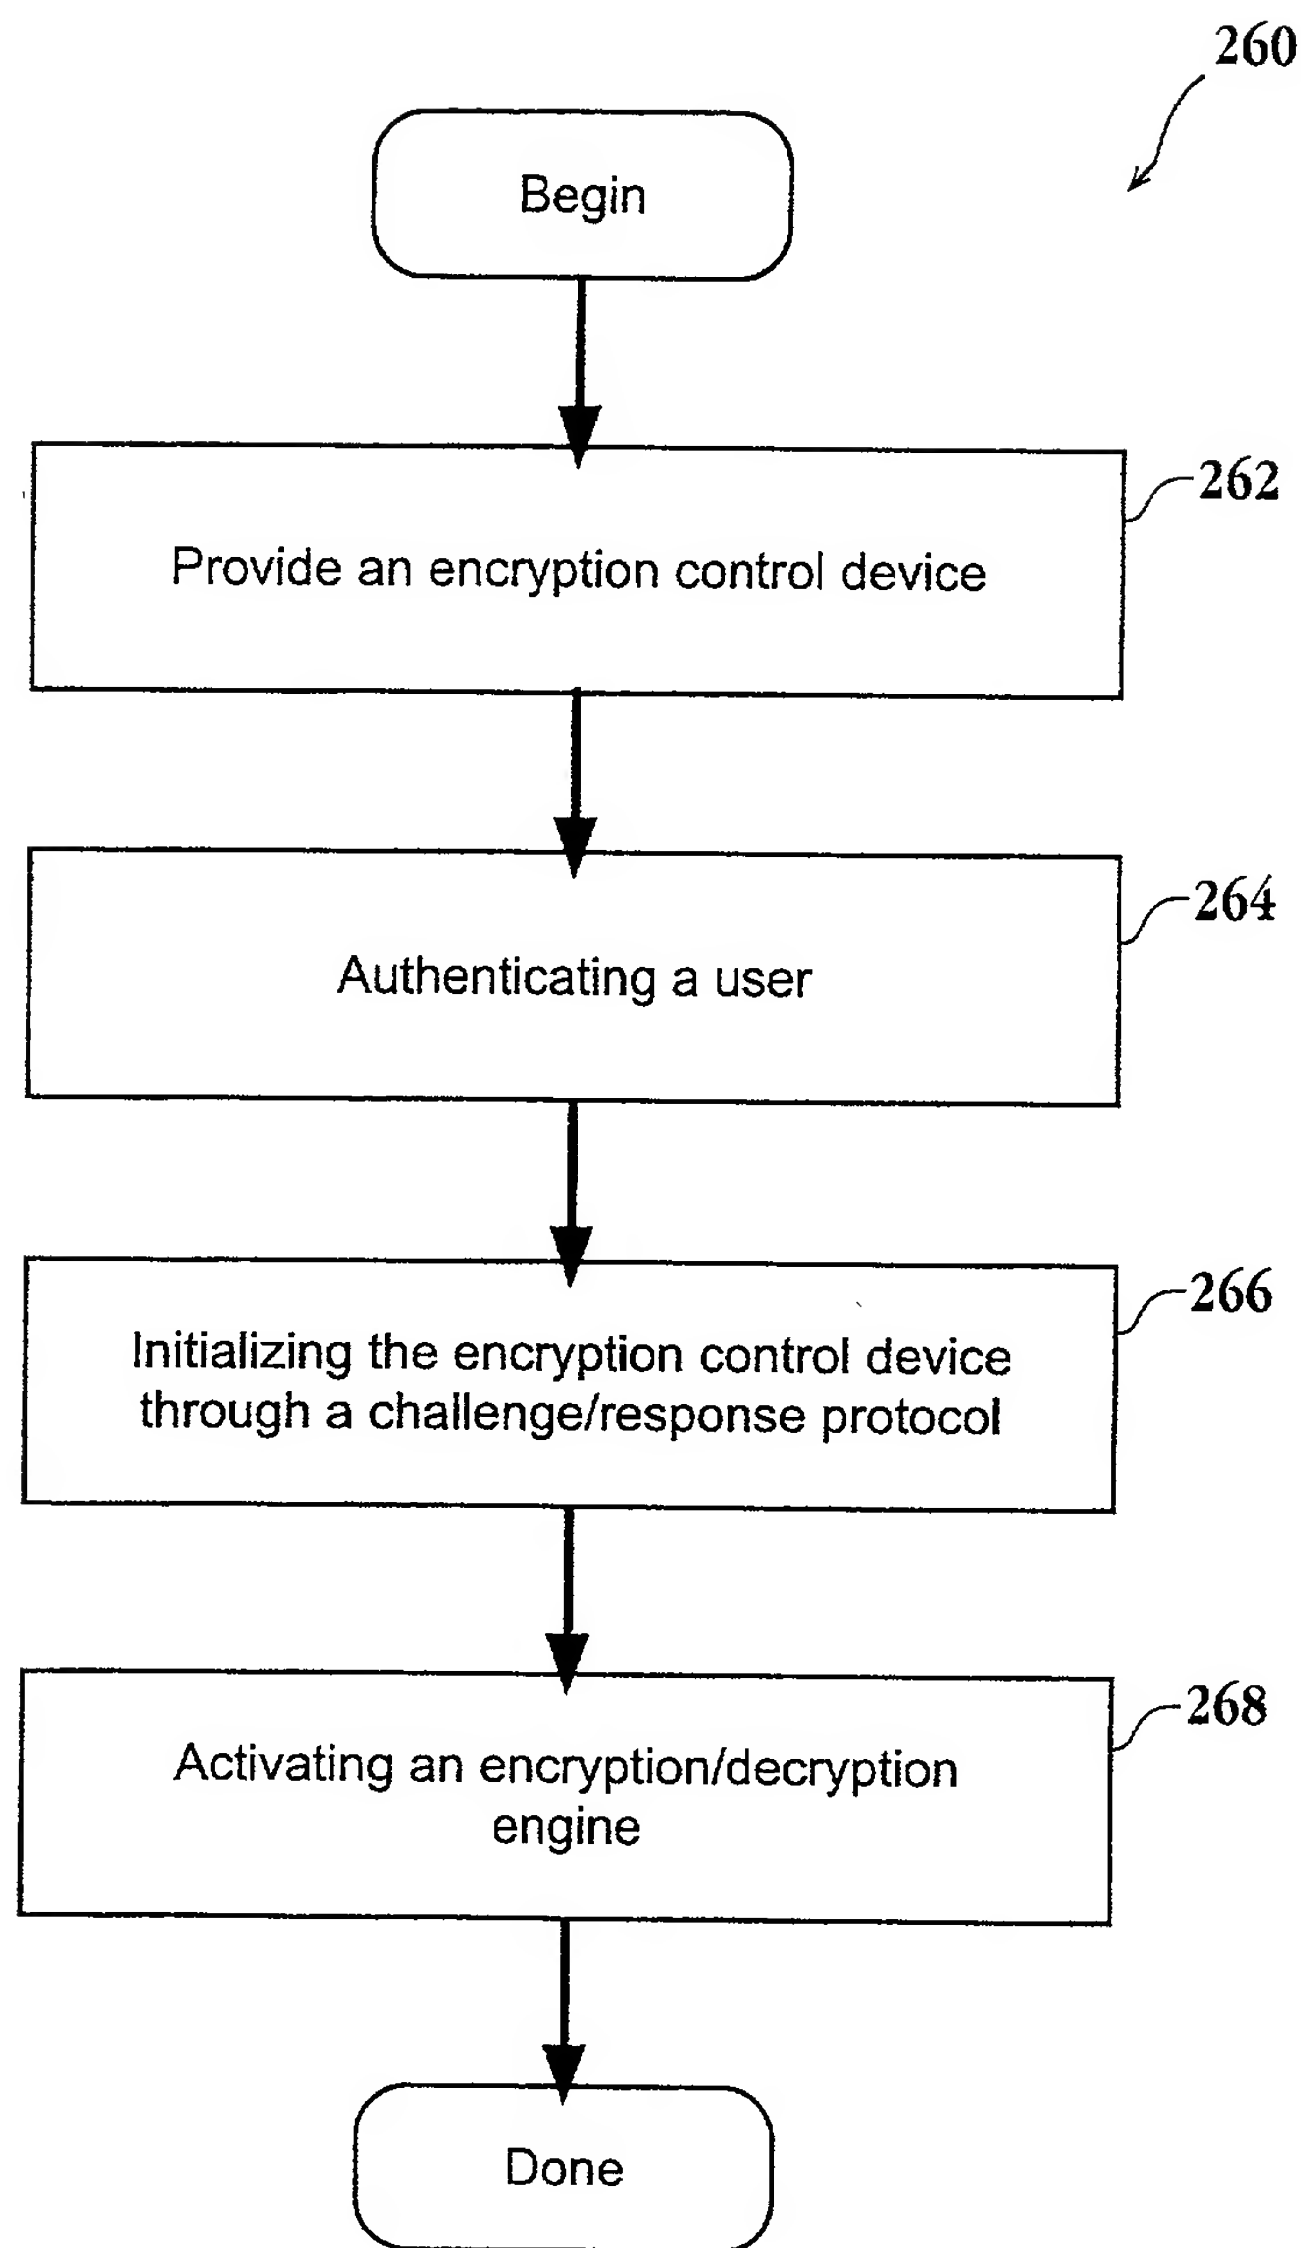 260
Begin
262
Provide an encryption control device
264
Authenticating a user
266
Initializing the encryption control device
through a challenge/response protocol
268
Activating an encryption/decryption
engine
Done